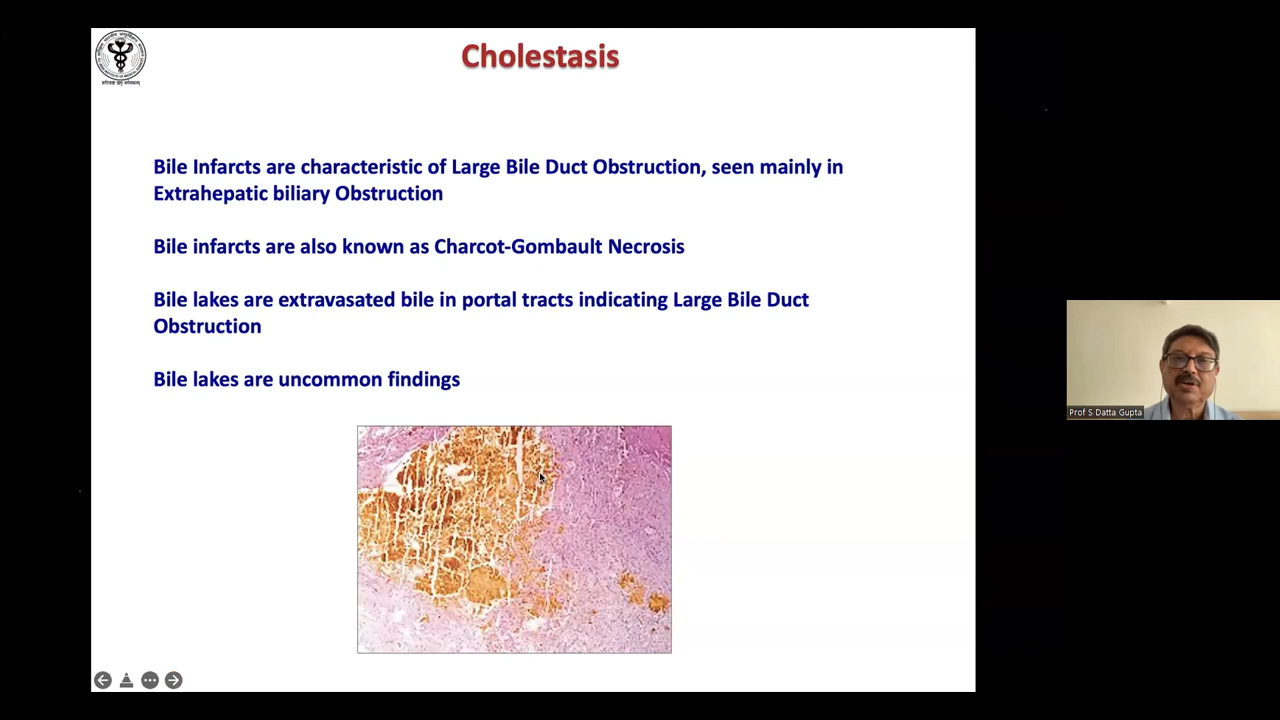 Cholestasis
Bile Infarcts are characteristic of Large Bile Duct Obstruction, seen mainly in
Extrahepatic biliary Obstruction
Bile infarcts are also known as Charcot-Gombault Necrosis
Bile lakes are extravasated bile in portal tracts indicating Large Bile Duct
Obstruction
Bile lakes are uncommon findings
Prof S Datta Gupta